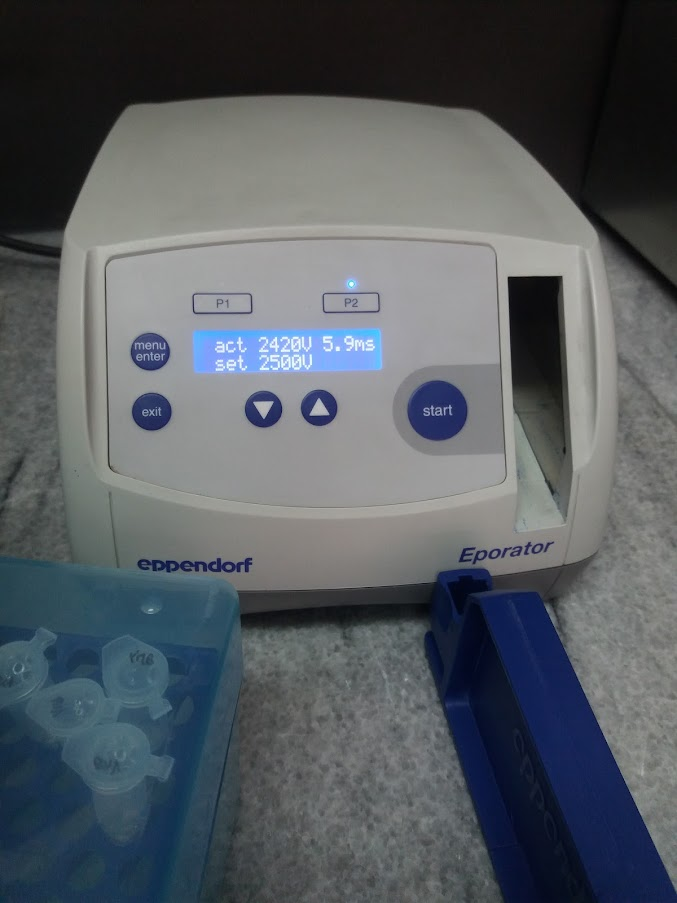 P1 P2
menu
enter
act 2420V 5.9ms
set 2500V
exit
start
eppendorf
Eporator